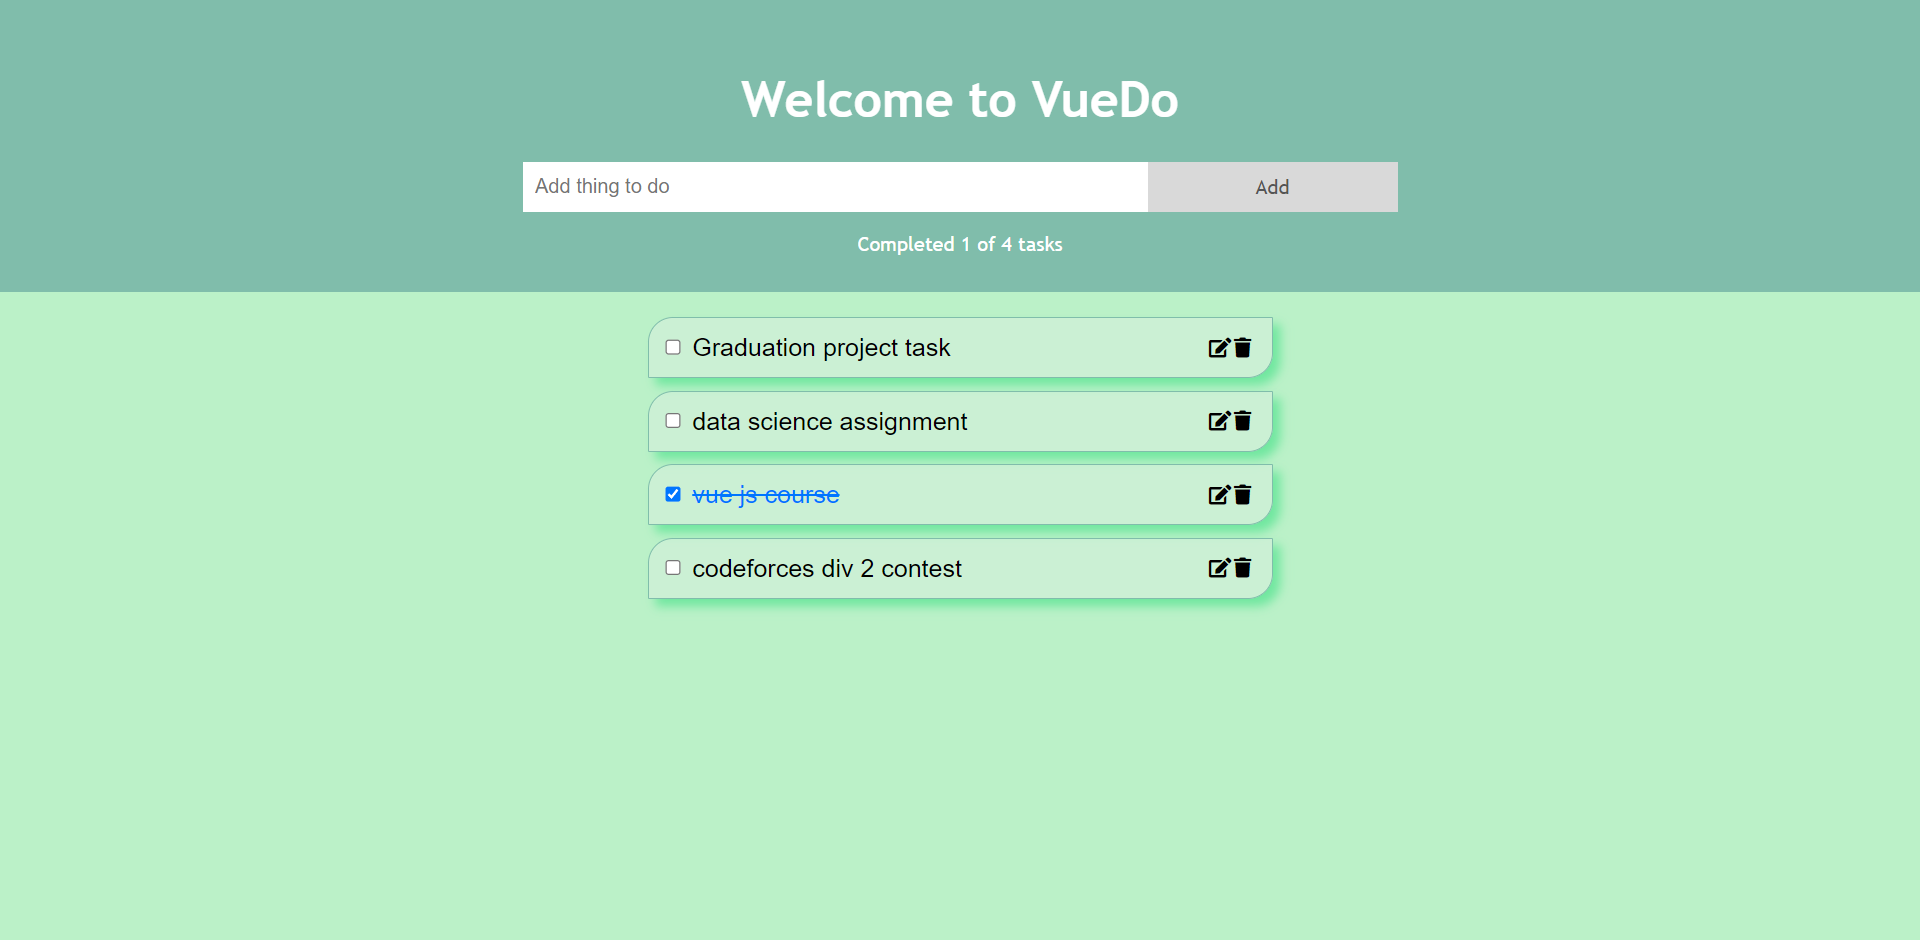 Welcome to VueDo
Add thing to do
Add
Completed 1 of 4 tasks
Graduation project task
data science assignment
vue js course
codeforces div 2 contest